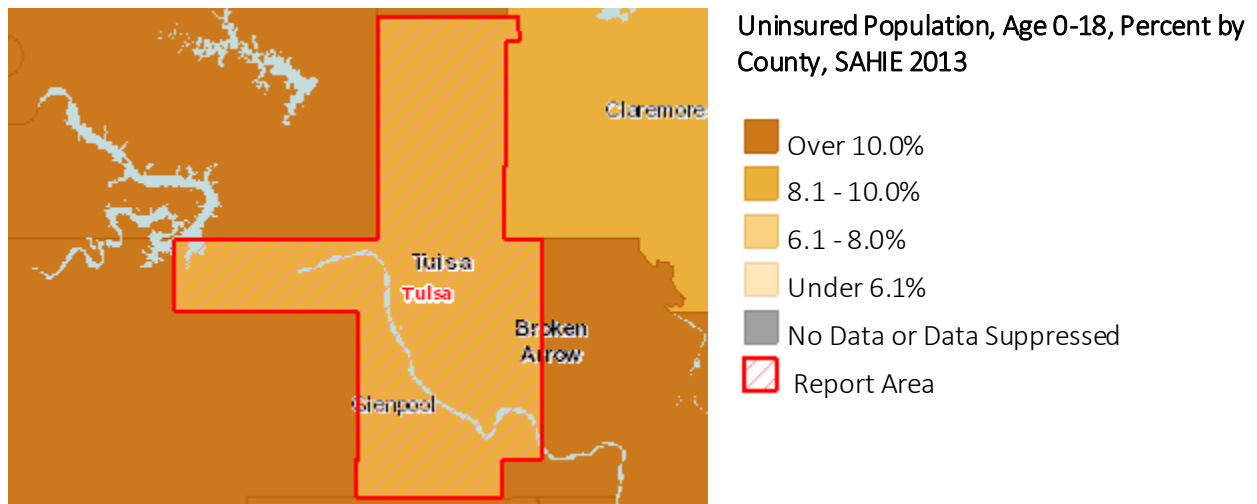 Uninsured Population, Age 0-18, Percent by
County, SAHIE 2013
Claremore
Over 10.0%
8.1 - 10.0%
6.1 - 8.0%
Under 6.1%
No Data or Data Suppressed
Report Area
Tulsa
Tulsa
Broken
Arrow
Glenpool